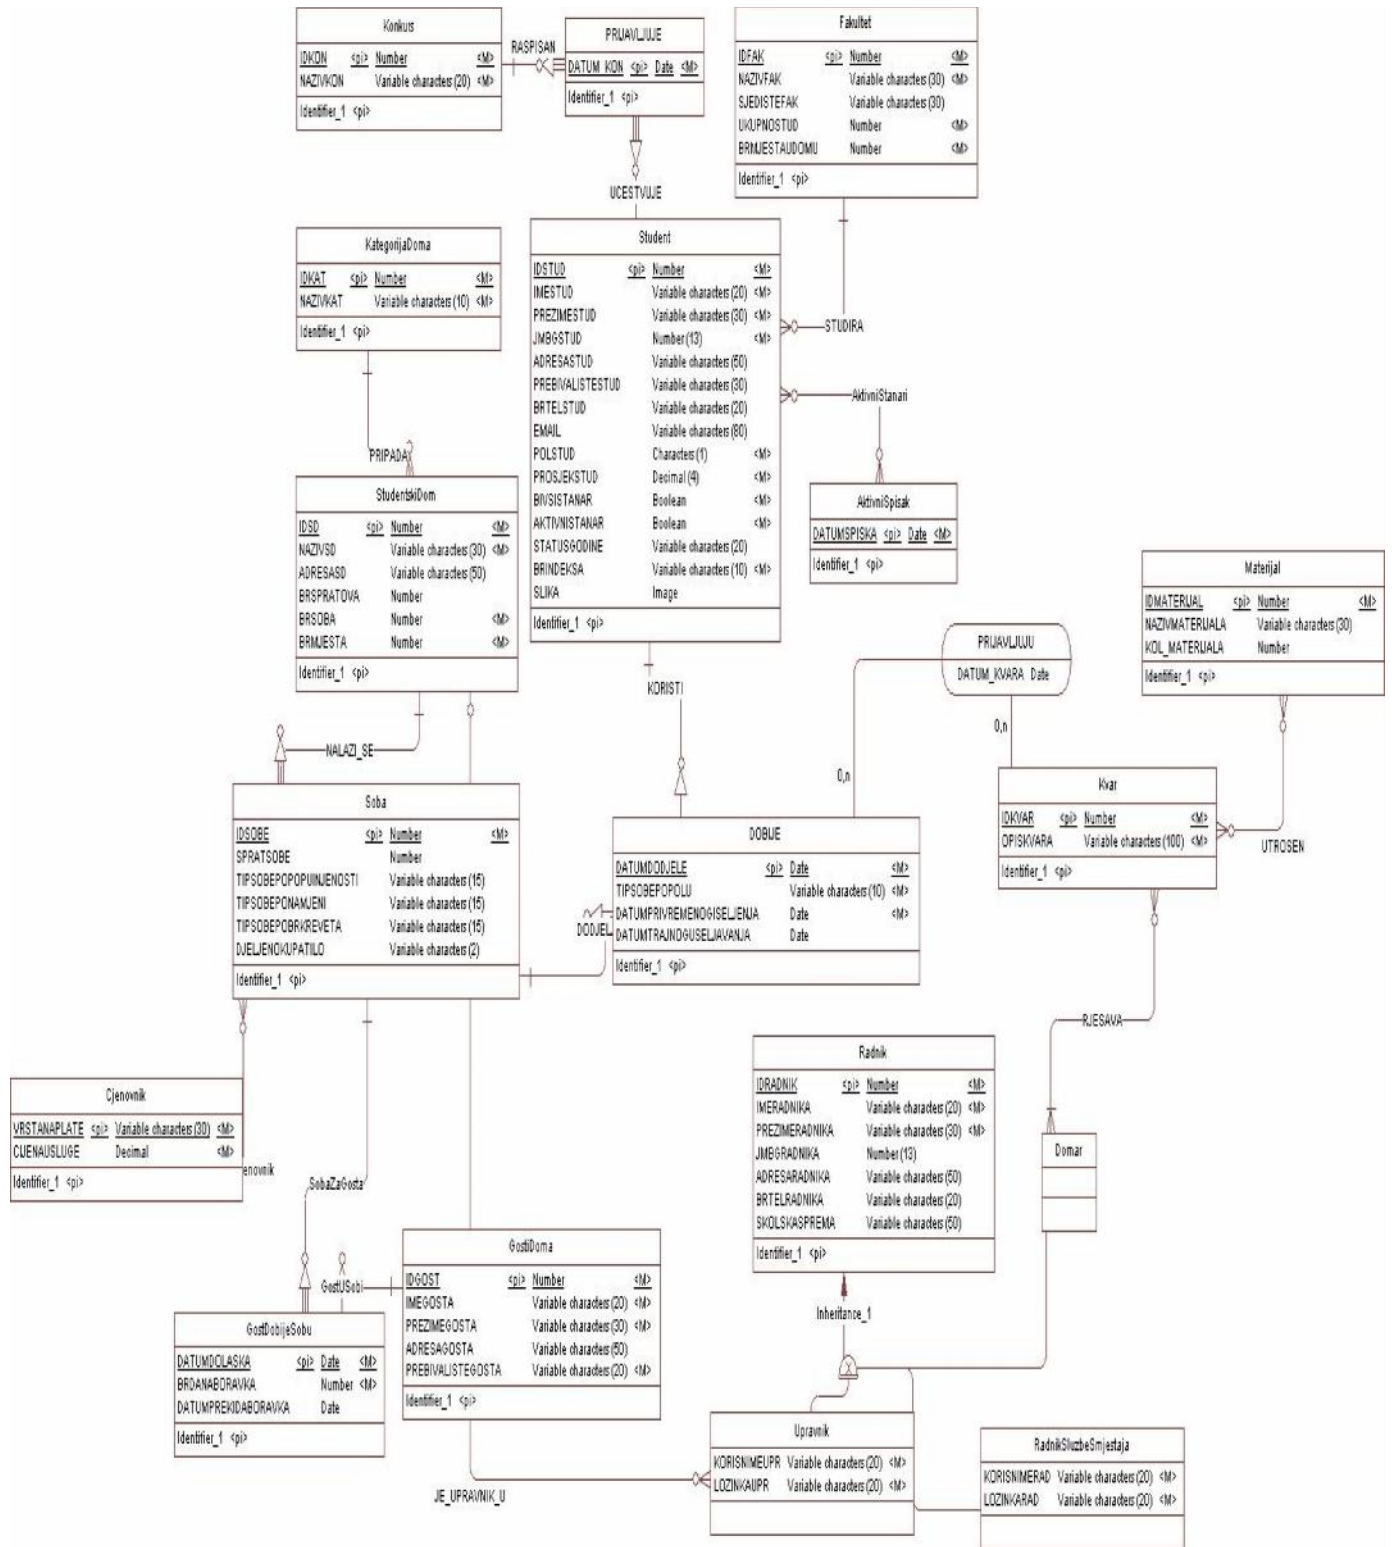 Konkurs
IDKON <pi> Number <M>
NAZIVKON Variable characters (20) <M>
Identifier_1 <pi>
RASPISAN
PRIJAVLJUJE
DATUM_KON <pi> Date <M>
Identifier_1 <pi>
UCESTVUJE
Fakultet
IDFAK <pi> Number <M>
NAZIVFAK Variable characters (30) <M>
SJEDISTEFAK Variable characters (30)
UKUPNOSTUD Number <M>
BRMJESTAUDOMU Number <M>
Identifier_1 <pi>
STUDIRA
KategorijaDoma
IDKAT <pi> Number <M>
NAZIVKAT Variable characters (10) <M>
Identifier_1 <pi>
PRIPADA
Student
IDSTUD <pi> Number <M>
IMESTUD Variable characters (20) <M>
PREZIMESTUD Variable characters (30) <M>
JMBGSTUD Number (13) <M>
ADRESASTUD Variable characters (50)
PREBIVALISTESTUD Variable characters (30)
BRTELSTUD Variable characters (20)
EMAIL Variable characters (80)
POLSTUD Characters (1) <M>
PROSJEKSTUD Decimal (4) <M>
BIVSISTANAR Boolean <M>
AKTIVNISTANAR Boolean <M>
STATUSGODINE Variable characters (20)
BRINDEKSA Variable characters (10) <M>
SLIKA Image
Identifier_1 <pi>
AktivniStanari
AktivniSpisak
DATUMSPISKA <pi> Date <M>
Identifier_1 <pi>
StudentskiDom
IDSD <pi> Number <M>
NAZIVSD Variable characters (30) <M>
ADRESASD Variable characters (50)
BRSPRATOVA Number
BRSOBA Number <M>
BRMJESTA Number <M>
Identifier_1 <pi>
NALAZI_SE
KORISTI
PRIJAVLJUJU
DATUM_KVARA Date
0,n
0,n
Materijal
IDMATERIJAL <pi> Number <M>
NAZIVMATERIJALA Variable characters (30)
KOL_MATERIJALA Number
Identifier_1 <pi>
UTROSEN
Kvar
IDKVAR <pi> Number <M>
OPISKVARA Variable characters (100) <M>
Identifier_1 <pi>
RJESAVA
Soba
IDSOBE <pi> Number <M>
SPRATSOBE Number
TIPSOBEPOPOPUINJENOSTI Variable characters (15)
TIPSOBEPONAMJENI Variable characters (15)
TIPSOBEPOBRKREVETA Variable characters (15)
DJELJENOKUPATILO Variable characters (2)
Identifier_1 <pi>
DODJEL
DOBIJE
DATUMDODJELE <pi> Date <M>
TIPSOBEPOPOLU Variable characters (10) <M>
DATUMPRIVREMENOGISELJENJA Date <M>
DATUMTRAJNOGUSELJAVANJA Date
Identifier_1 <pi>
Cjenovnik
VRSTANAPLATE <pi> Variable characters (30) <M>
CIJENAUSLUGE Decimal <M>
Identifier_1 <pi>
enovnik
SobaZaGosta
Radnik
IDRADNIK <pi> Number <M>
IMERADNIKA Variable characters (20) <M>
PREZIMERADNIKA Variable characters (30) <M>
JMBGRADNIKA Number (13)
ADRESARADNIKA Variable characters (50)
BRTELRADNIKA Variable characters (20)
SKOLSKASPREMA Variable characters (50)
Identifier_1 <pi>
Domar
Inheritance_1
GostUSobi
GostiDoma
IDGOST <pi> Number <M>
IMEGOSTA Variable characters (20) <M>
PREZIMEGOSTA Variable characters (30) <M>
ADRESAGOSTA Variable characters (50)
PREBIVALISTEGOSTA Variable characters (20) <M>
Identifier_1 <pi>
GostDobijeSobu
DATUMDOLASKA <pi> Date <M>
BRDANABORAVKA Number <M>
DATUMPREKIDABORAVKA Date
Identifier_1 <pi>
JE_UPRAVNIK_U
Upravnik
KORISNIMEUPR Variable characters (20) <M>
LOZINKAUPR Variable characters (20) <M>
RadnikSluzbeSmjestaja
KORISNIMERAD Variable characters (20) <M>
LOZINKARAD Variable characters (20) <M>